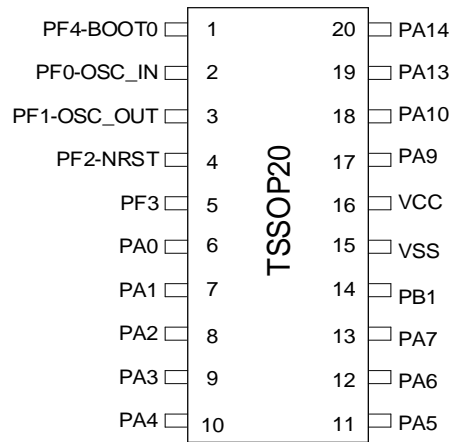 PF4-BOOT0 1 20 PA14
PF0-OSC_IN 2 19 PA13
PF1-OSC_OUT 3 18 PA10
PF2-NRST 4 17 PA9
PF3 5 16 VCC
PA0 6 15 VSS
PA1 7 14 PB1
PA2 8 13 PA7
PA3 9 12 PA6
PA4 10 11 PA5
TSSOP20